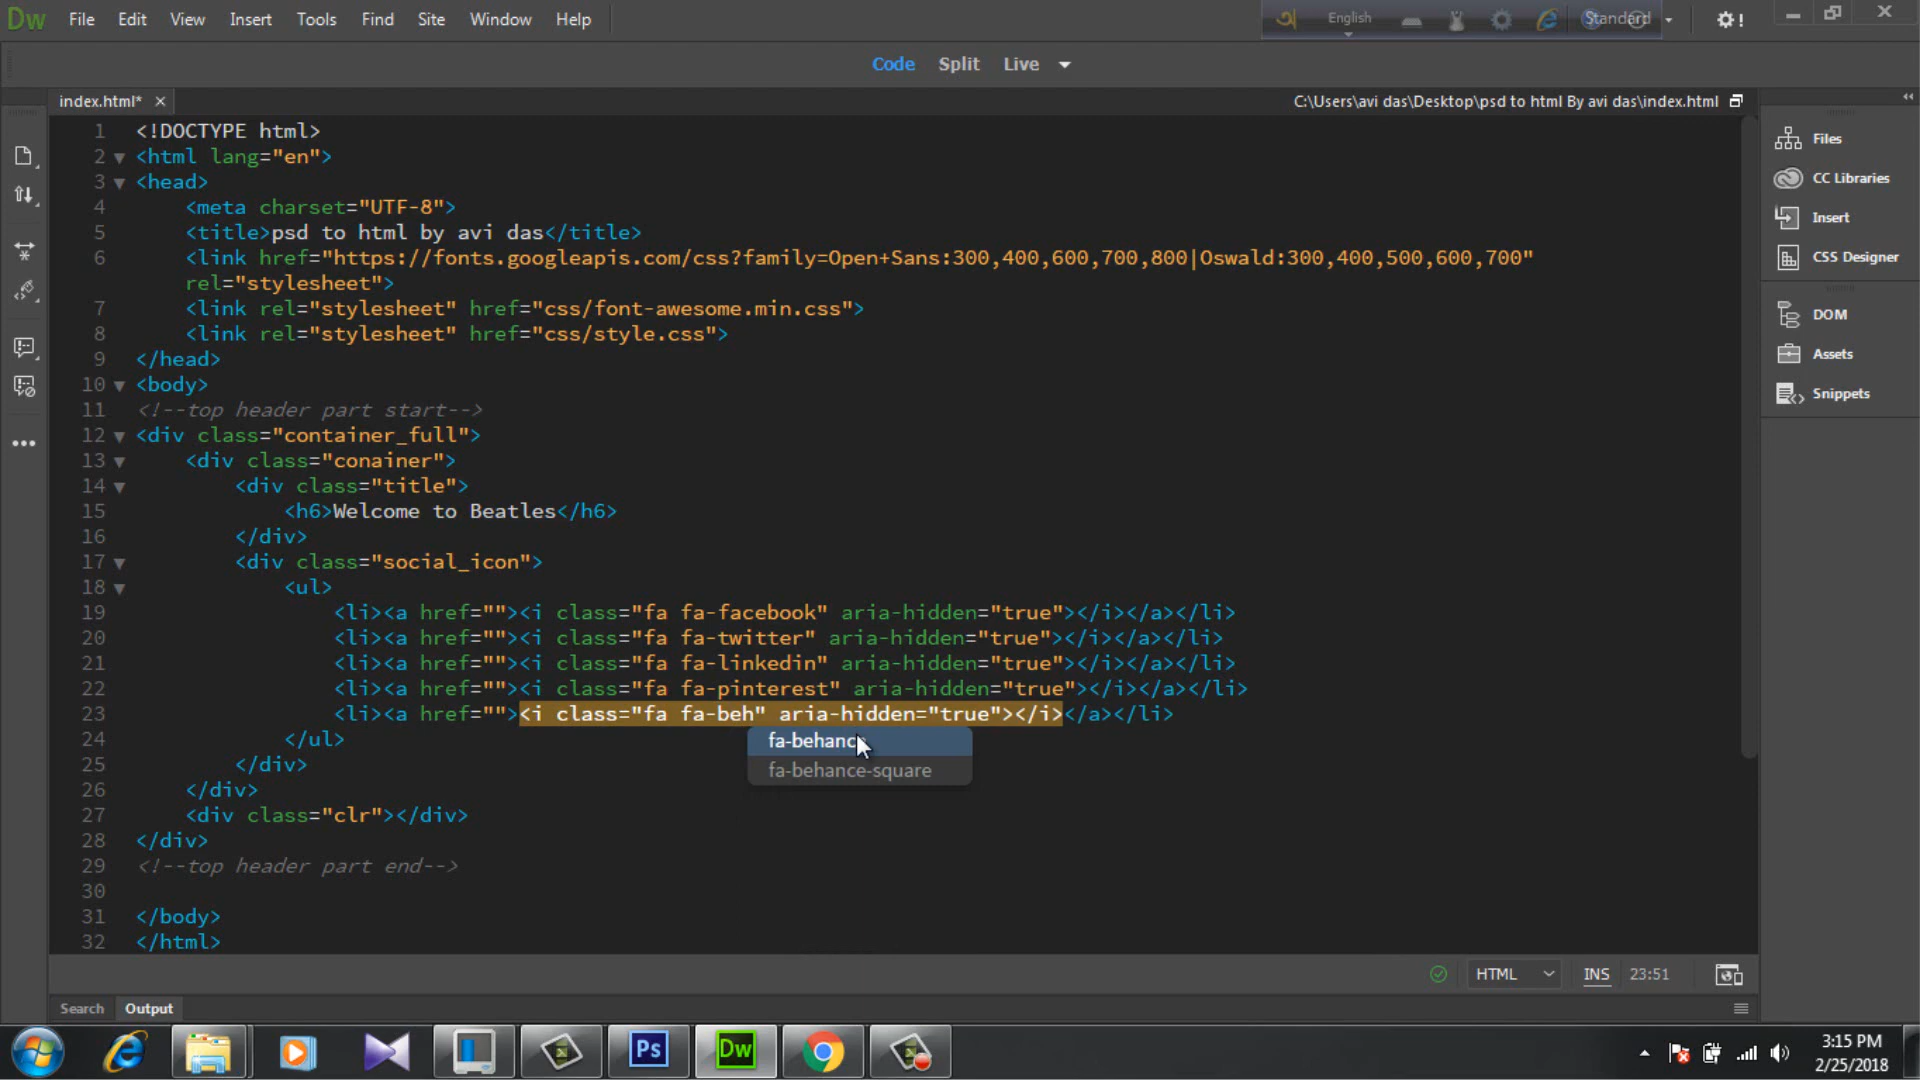 Dw File Edit View Insert Tools Find Site Window Help
English Standard
Code Split Live
index.html* C:\Users\avi das\Desktop\psd to html By avi das\index.html
1 <!DOCTYPE html>
2 <html lang="en">
3 <head>
4 <meta charset="UTF-8">
5 <title>psd to html by avi das</title>
6 <link href="https://fonts.googleapis.com/css?family=Open+Sans:300,400,600,700,800|Oswald:300,400,500,600,700"
rel="stylesheet">
7 <link rel="stylesheet" href="css/font-awesome.min.css">
8 <link rel="stylesheet" href="css/style.css">
9 </head>
10 <body>
11 <!--top header part start-->
12 <div class="container_full">
13 <div class="conainer">
14 <div class="title">
15 <h6>Welcome to Beatles</h6>
16 </div>
17 <div class="social_icon">
18 <ul>
19 <li><a href=""><i class="fa fa-facebook" aria-hidden="true"></i></a></li>
20 <li><a href=""><i class="fa fa-twitter" aria-hidden="true"></i></a></li>
21 <li><a href=""><i class="fa fa-linkedin" aria-hidden="true"></i></a></li>
22 <li><a href=""><i class="fa fa-pinterest" aria-hidden="true"></i></a></li>
23 <li><a href=""><i class="fa fa-beh" aria-hidden="true"></i></a></li>
fa-behance
fa-behance-square
24 </ul>
25 </div>
26 </div>
27 <div class="clr"></div>
28 </div>
29 <!--top header part end-->
30
31 </body>
32 </html>
Files
CC Libraries
Insert
CSS Designer
DOM
Assets
Snippets
HTML INS 23:51
Search Output
Ps Dw
3:15 PM
2/25/2018